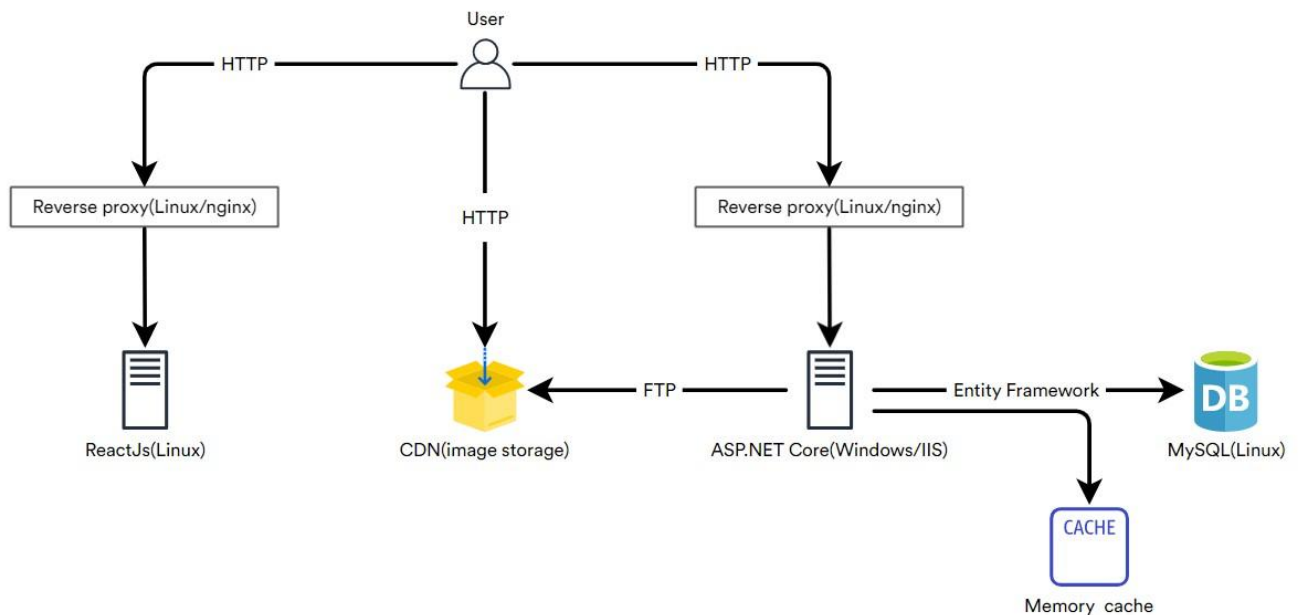 User
HTTP
HTTP
Reverse proxy(Linux/nginx)
HTTP
Reverse proxy(Linux/nginx)
FTP
Entity Framework
DB
ReactJs(Linux)
CDN(image storage)
ASP.NET Core(Windows/IIS)
MySQL(Linux)
CACHE
Memory cache